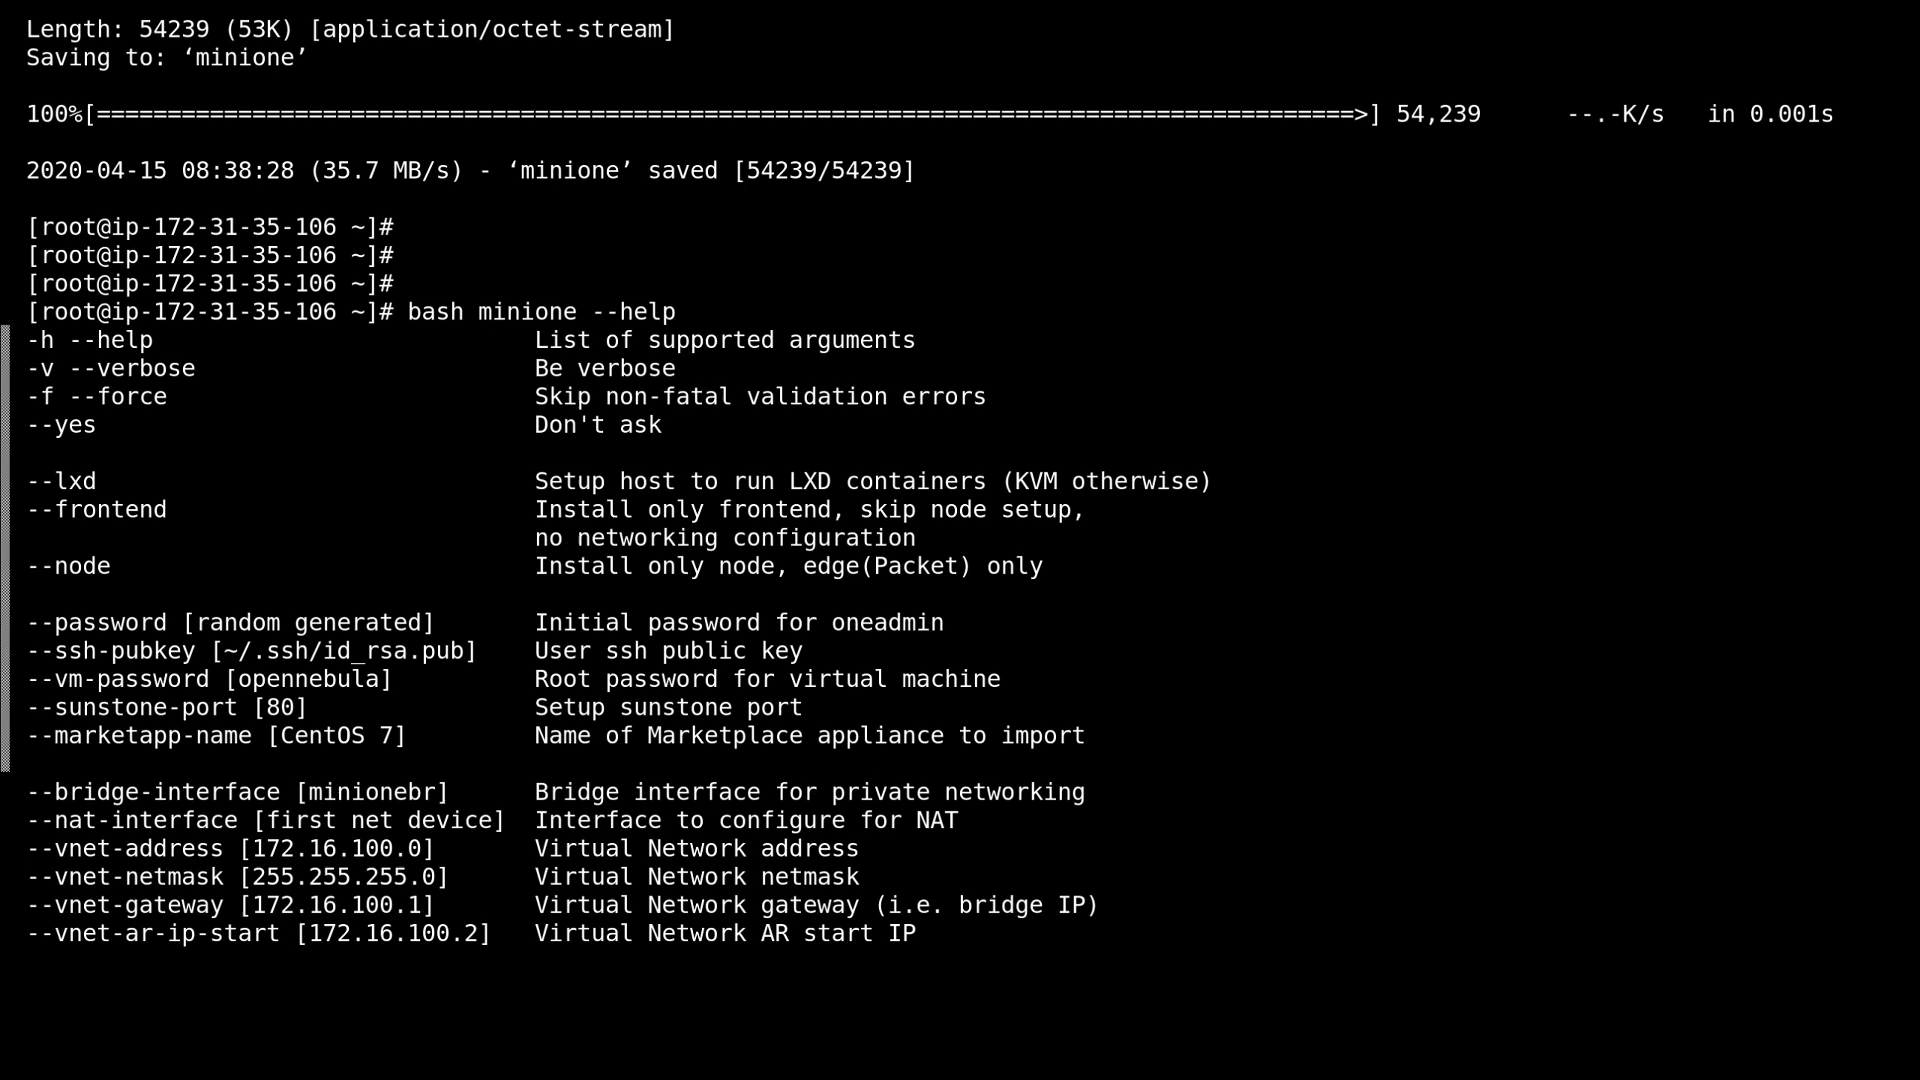 Length: 54239 (53K) [application/octet-stream]
Saving to: ‘minione’
100%[=========================================================================================>] 54,239      --.-K/s   in 0.001s
2020-04-15 08:38:28 (35.7 MB/s) - ‘minione’ saved [54239/54239]
[root@ip-172-31-35-106 ~]#
[root@ip-172-31-35-106 ~]#
[root@ip-172-31-35-106 ~]#
[root@ip-172-31-35-106 ~]# bash minione --help
-h --help                           List of supported arguments
-v --verbose                        Be verbose
-f --force                          Skip non-fatal validation errors
--yes                               Don't ask
--lxd                               Setup host to run LXD containers (KVM otherwise)
--frontend                          Install only frontend, skip node setup,
                                    no networking configuration
--node                              Install only node, edge(Packet) only
--password [random generated]       Initial password for oneadmin
--ssh-pubkey [~/.ssh/id_rsa.pub]    User ssh public key
--vm-password [opennebula]          Root password for virtual machine
--sunstone-port [80]                Setup sunstone port
--marketapp-name [CentOS 7]         Name of Marketplace appliance to import
--bridge-interface [minionebr]      Bridge interface for private networking
--nat-interface [first net device]  Interface to configure for NAT
--vnet-address [172.16.100.0]       Virtual Network address
--vnet-netmask [255.255.255.0]      Virtual Network netmask
--vnet-gateway [172.16.100.1]       Virtual Network gateway (i.e. bridge IP)
--vnet-ar-ip-start [172.16.100.2]   Virtual Network AR start IP